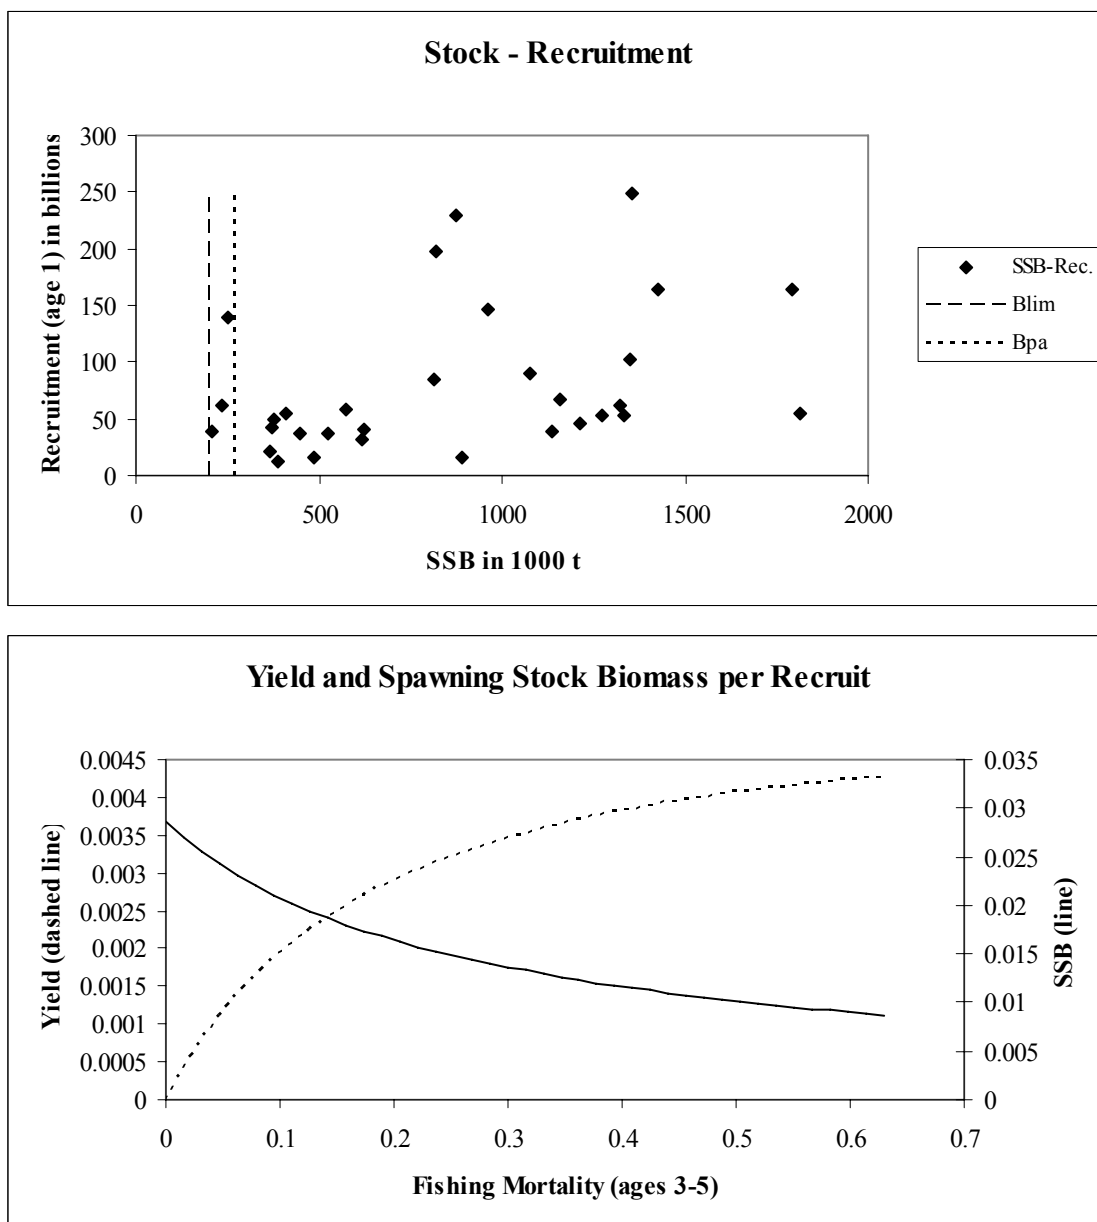 Stock - Recruitment
Recruitment (age 1) in billions
300
250
200
150
100
50
0
0 500 1000 1500 2000
SSB in 1000 t
SSB-Rec.
Blim
Bpa
Yield and Spawning Stock Biomass per Recruit
Yield (dashed line)
0.0045
0.004
0.0035
0.003
0.0025
0.002
0.0015
0.001
0.0005
0
0.035
0.03
0.025
0.02
0.015
0.01
0.005
0
SSB (line)
0 0.1 0.2 0.3 0.4 0.5 0.6 0.7
Fishing Mortality (ages 3-5)